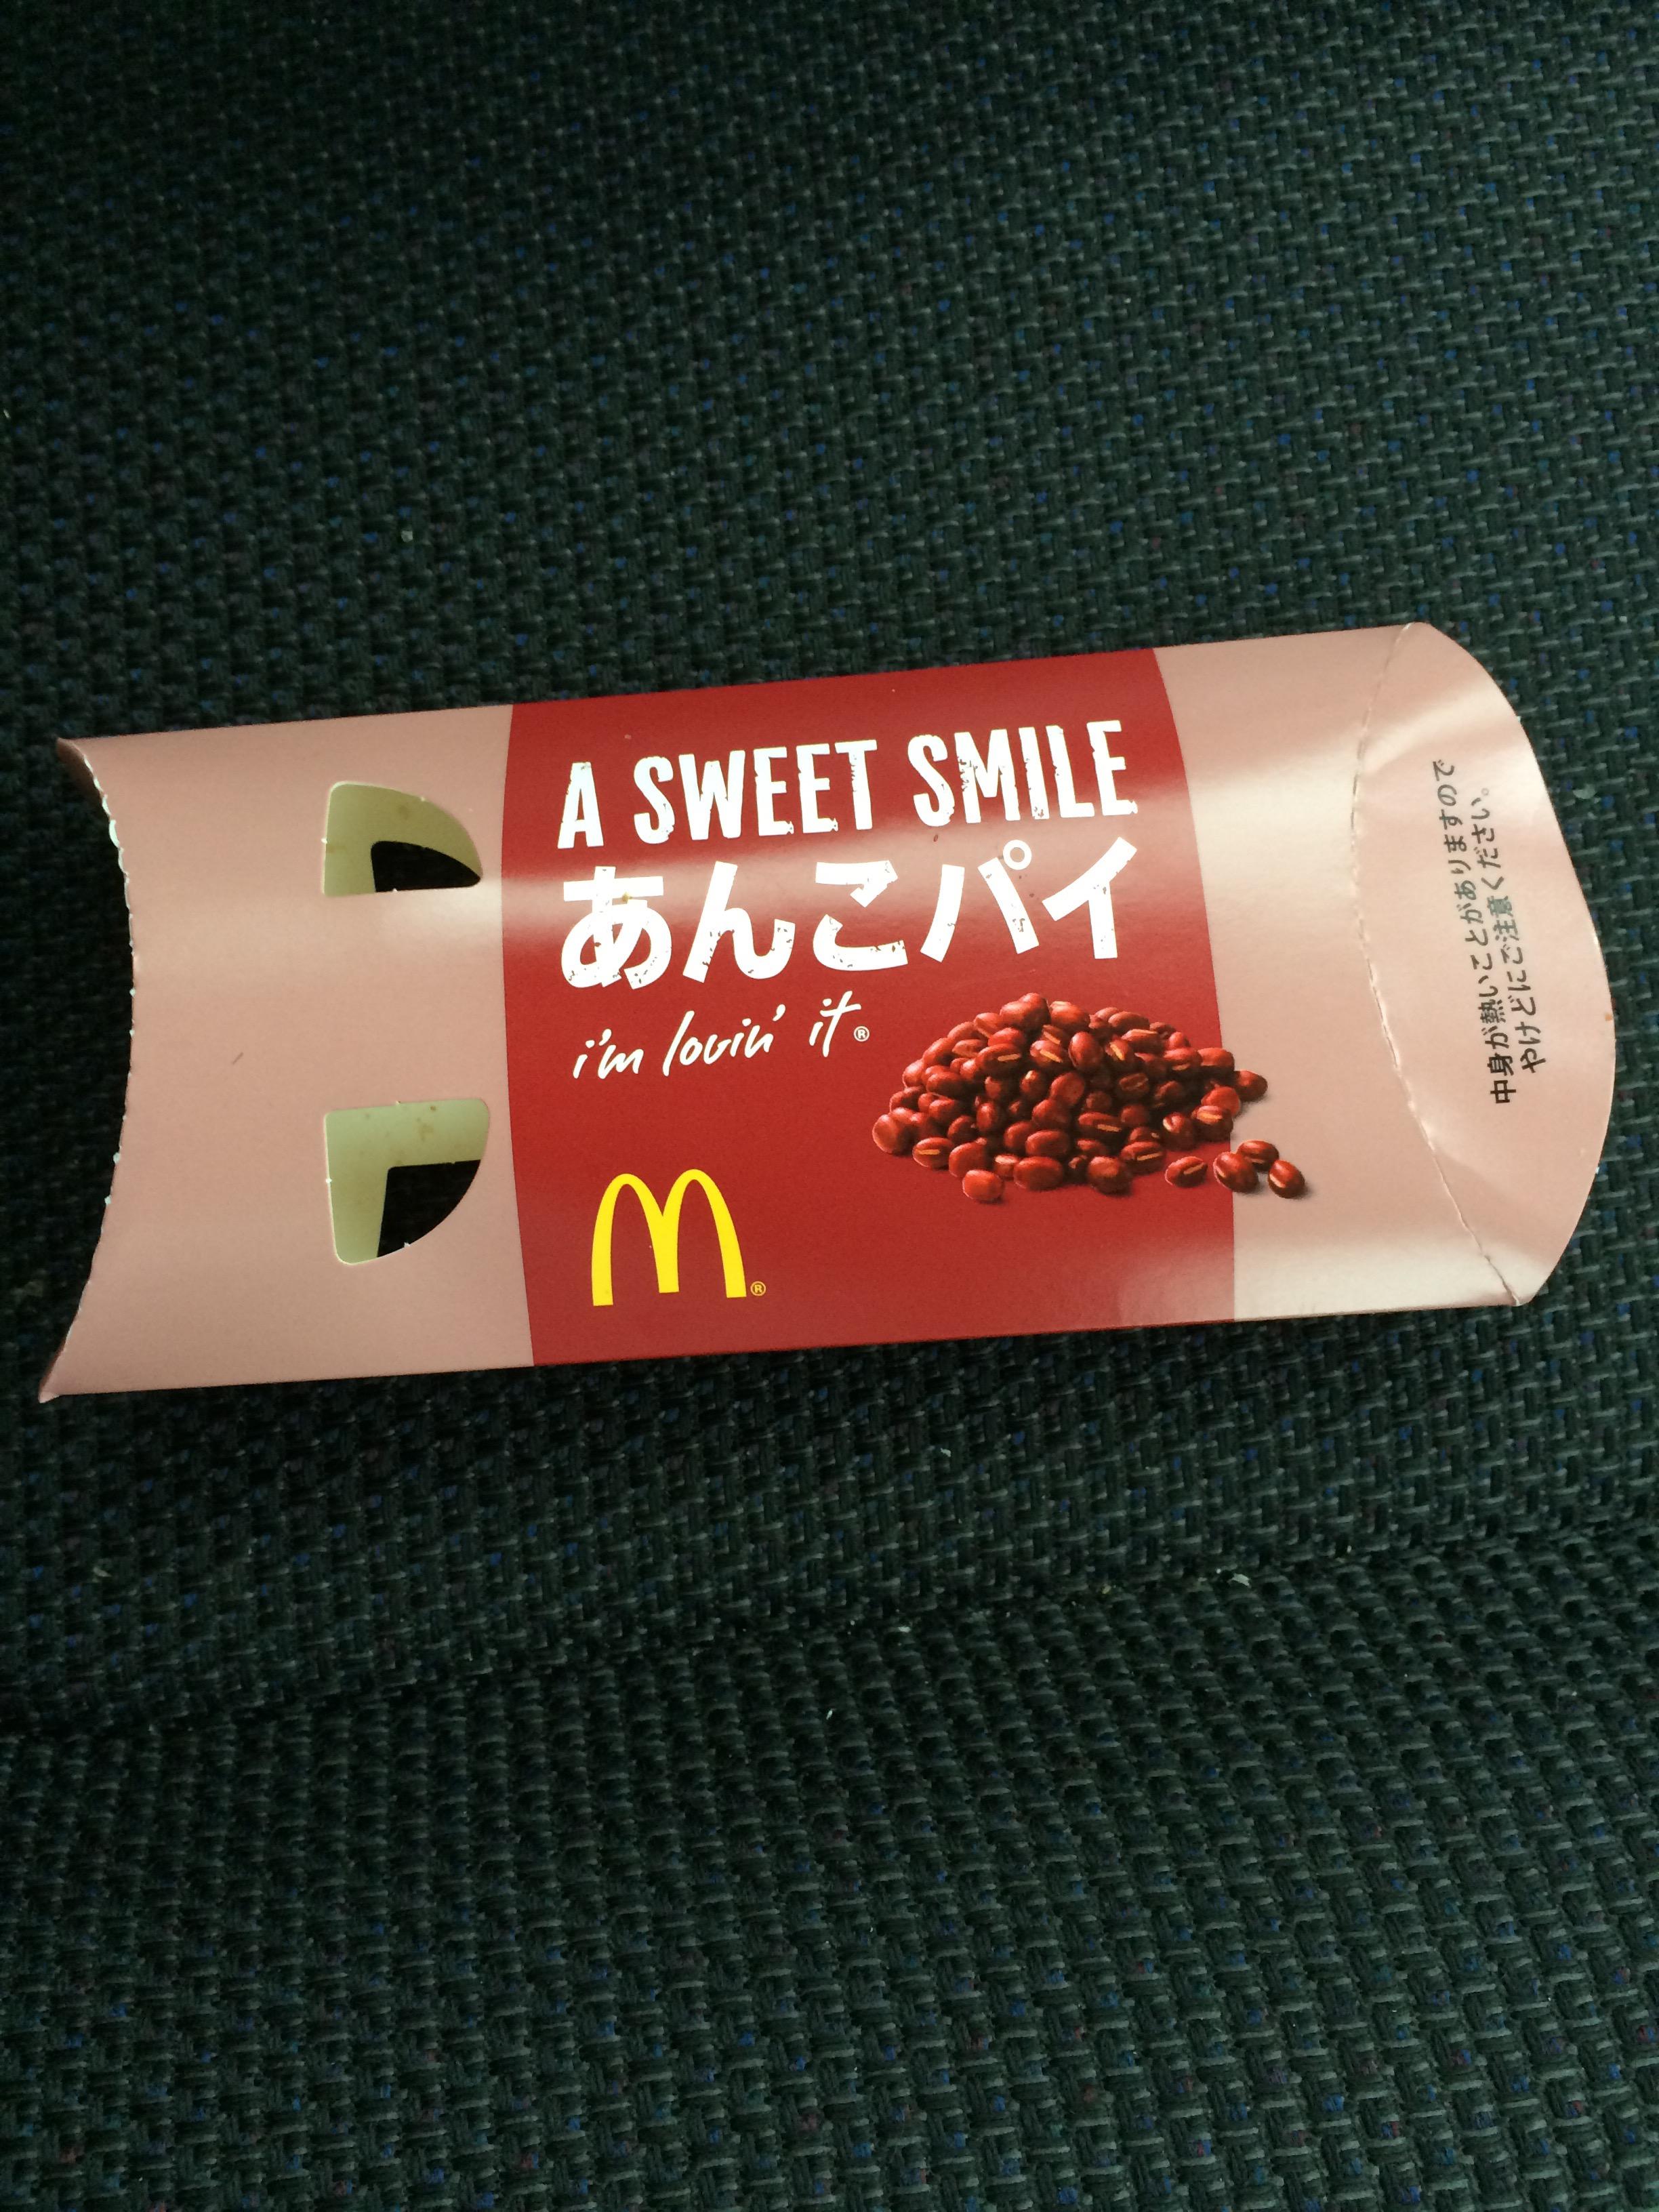 A SWEET SMILE
あんこパイ
i'm lovin' it®
M®
中身が熱いことがありますので
やけどにご注意ください。